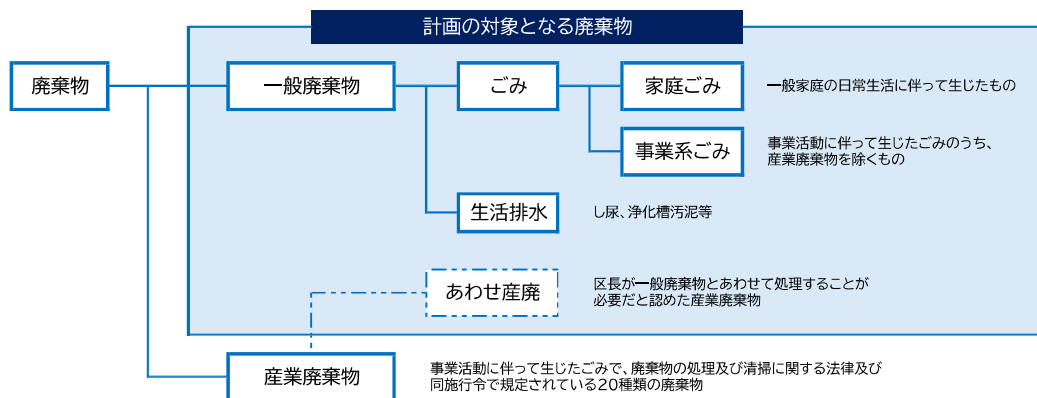 計画の対象となる廃棄物
廃棄物
一般廃棄物
ごみ
家庭ごみ
一般家庭の日常生活に伴って生じたもの
事業系ごみ
事業活動に伴って生じたごみのうち、
産業廃棄物を除くもの
生活排水
し尿、浄化槽汚泥等
あわせ産廃
区長が一般廃棄物とあわせて処理することが
必要だと認めた産業廃棄物
産業廃棄物
事業活動に伴って生じたごみで、廃棄物の処理及び清掃に関する法律及び
同施行令で規定されている20種類の廃棄物